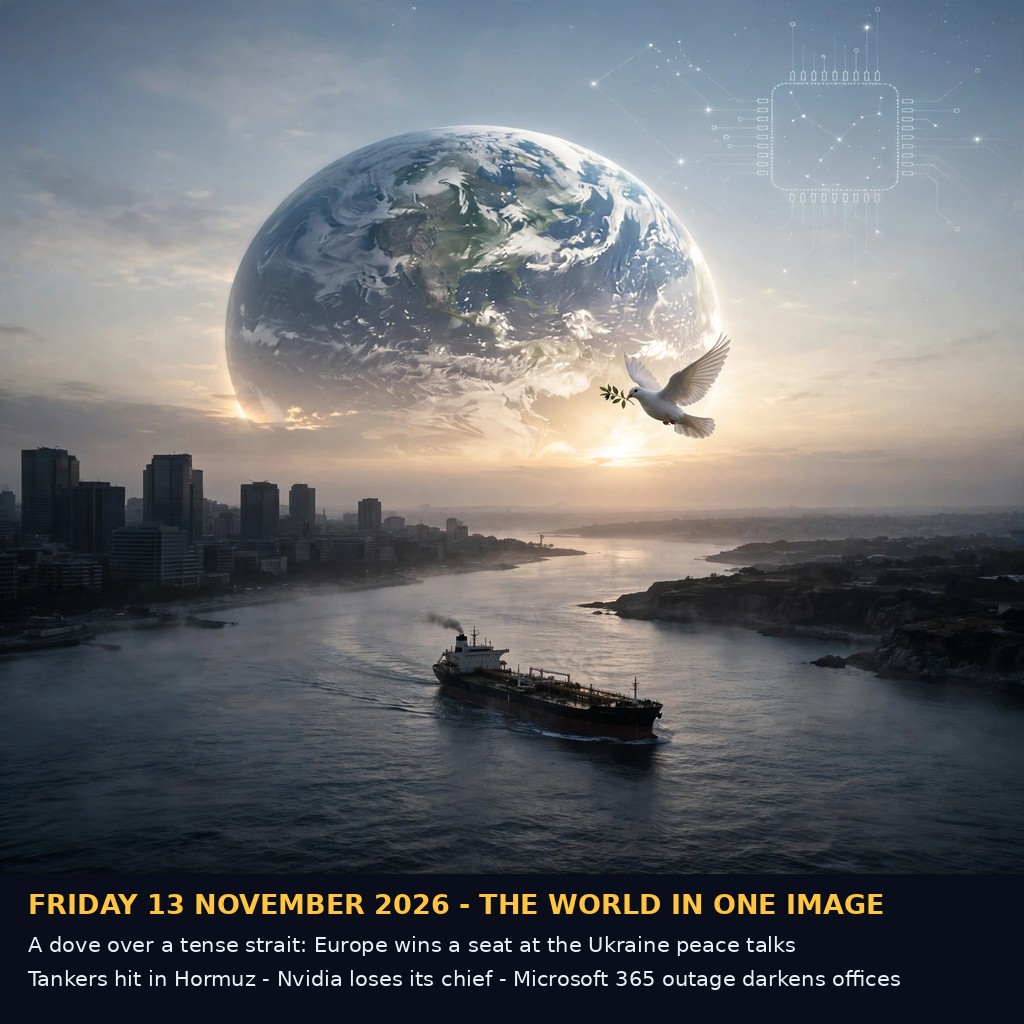 FRIDAY 13 NOVEMBER 2026 - THE WORLD IN ONE IMAGE
A dove over a tense strait: Europe wins a seat at the Ukraine peace talks
Tankers hit in Hormuz - Nvidia loses its chief - Microsoft 365 outage darkens offices